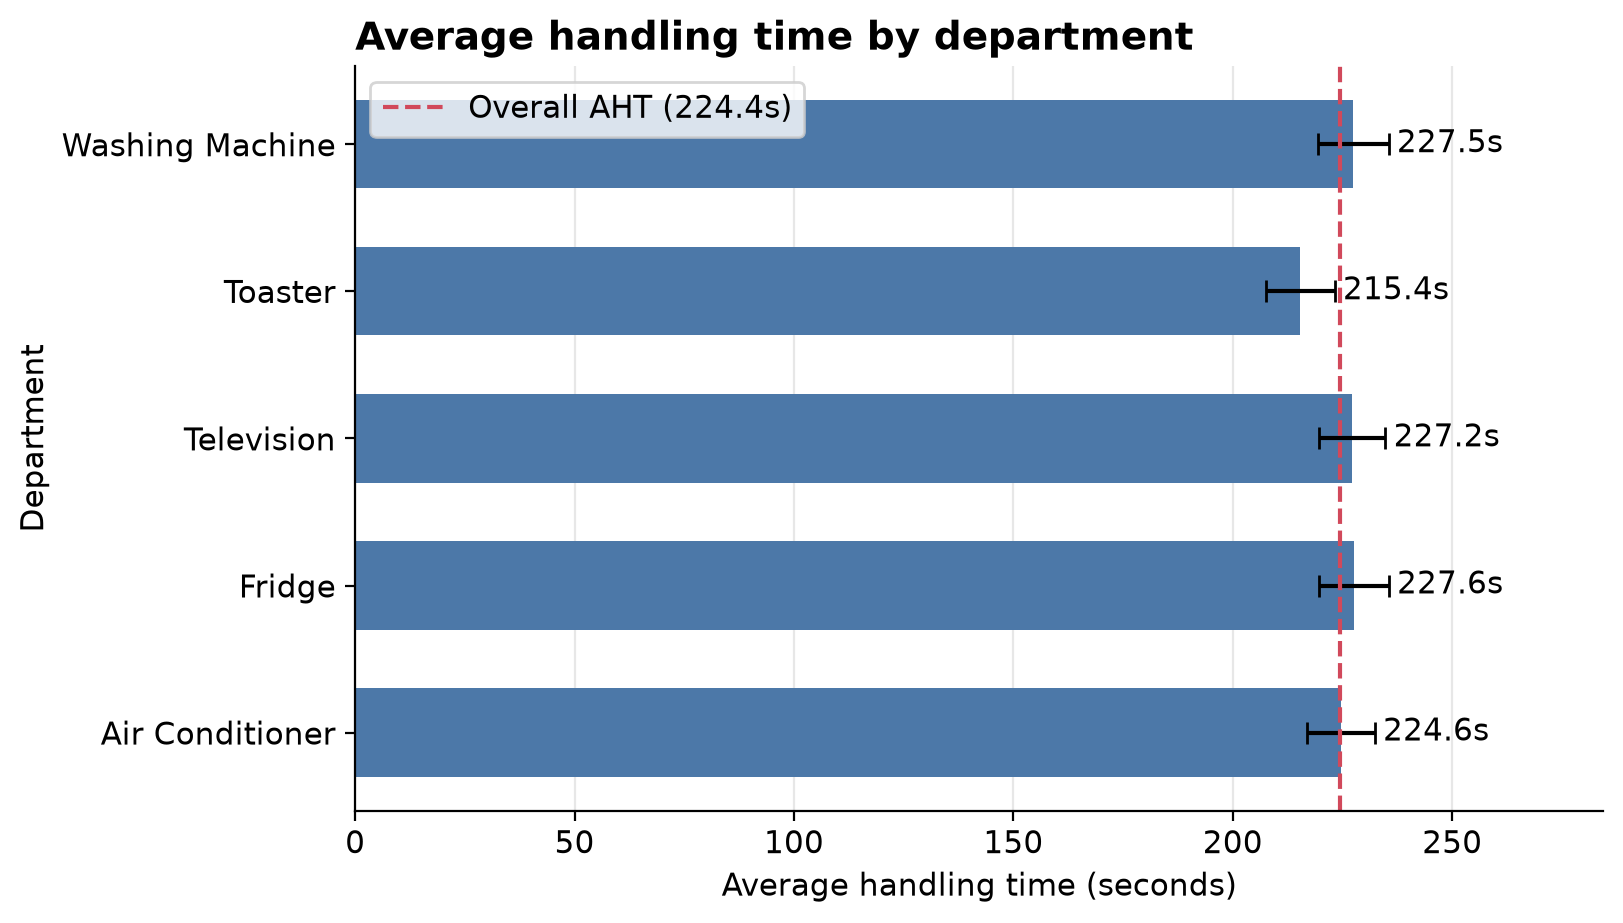 Average handling time by department
Overall AHT (224.4s)
Washing Machine
227.5s
Toaster
215.4s
Television
227.2s
Fridge
227.6s
Air Conditioner
224.6s
Department
0 50 100 150 200 250
Average handling time (seconds)